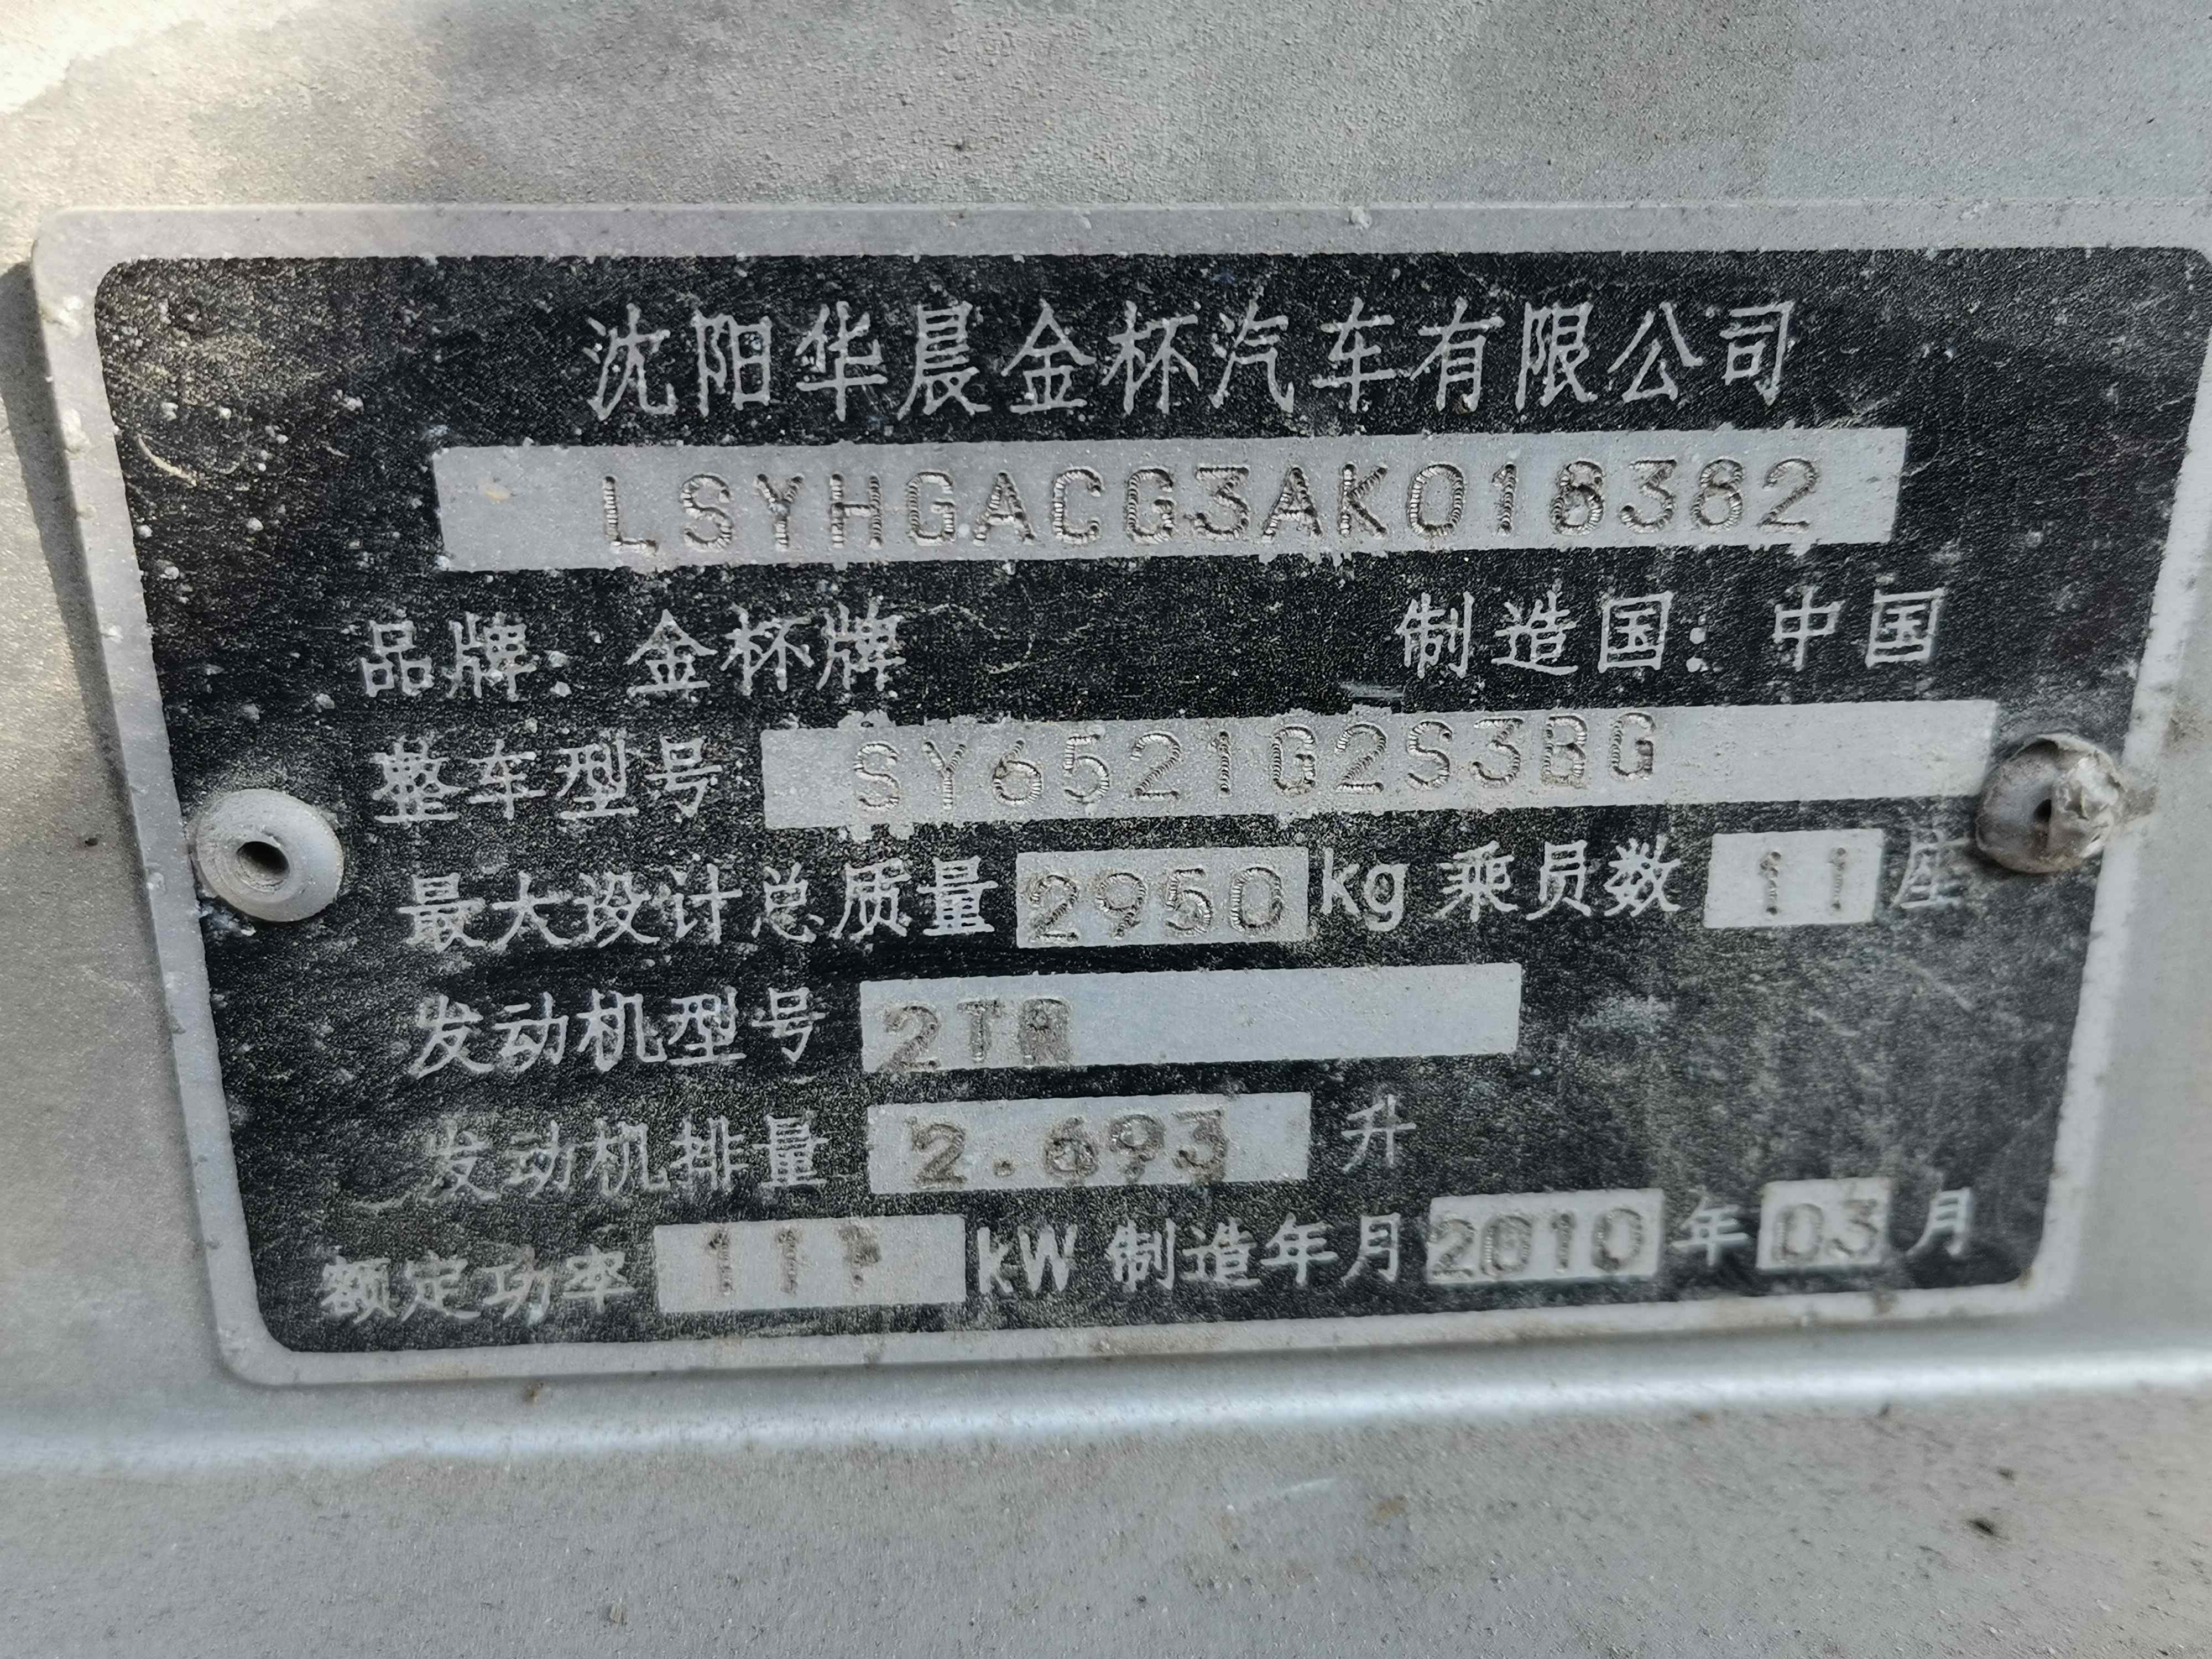 沈阳华晨金杯汽车有限公司
LSYHGACG3AK018382
品牌：金杯牌 制造国：中国
整车型号 SY6521G2S3BG
最大设计总质量 2950 kg 乘员数 11 座
发动机型号 2TR
发动机排量 2.693 升
额定功率 kW 制造年月 2010 年 03 月